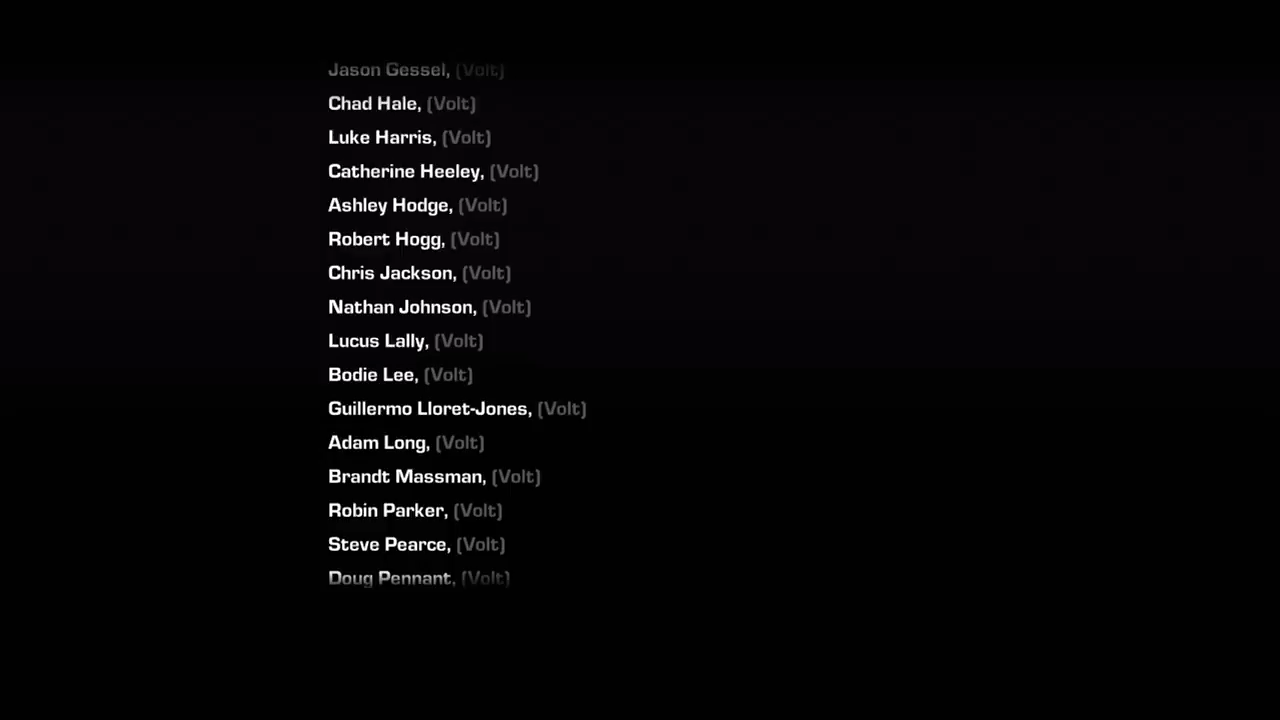 Jason Gessel, (Volt)
Chad Hale, (Volt)
Luke Harris, (Volt)
Catherine Heeley, (Volt)
Ashley Hodge, (Volt)
Robert Hogg, (Volt)
Chris Jackson, (Volt)
Nathan Johnson, (Volt)
Lucus Lally, (Volt)
Bodie Lee, (Volt)
Guillermo Lloret-Jones, (Volt)
Adam Long, (Volt)
Brandt Massman, (Volt)
Robin Parker, (Volt)
Steve Pearce, (Volt)
Doug Pennant, (Volt)